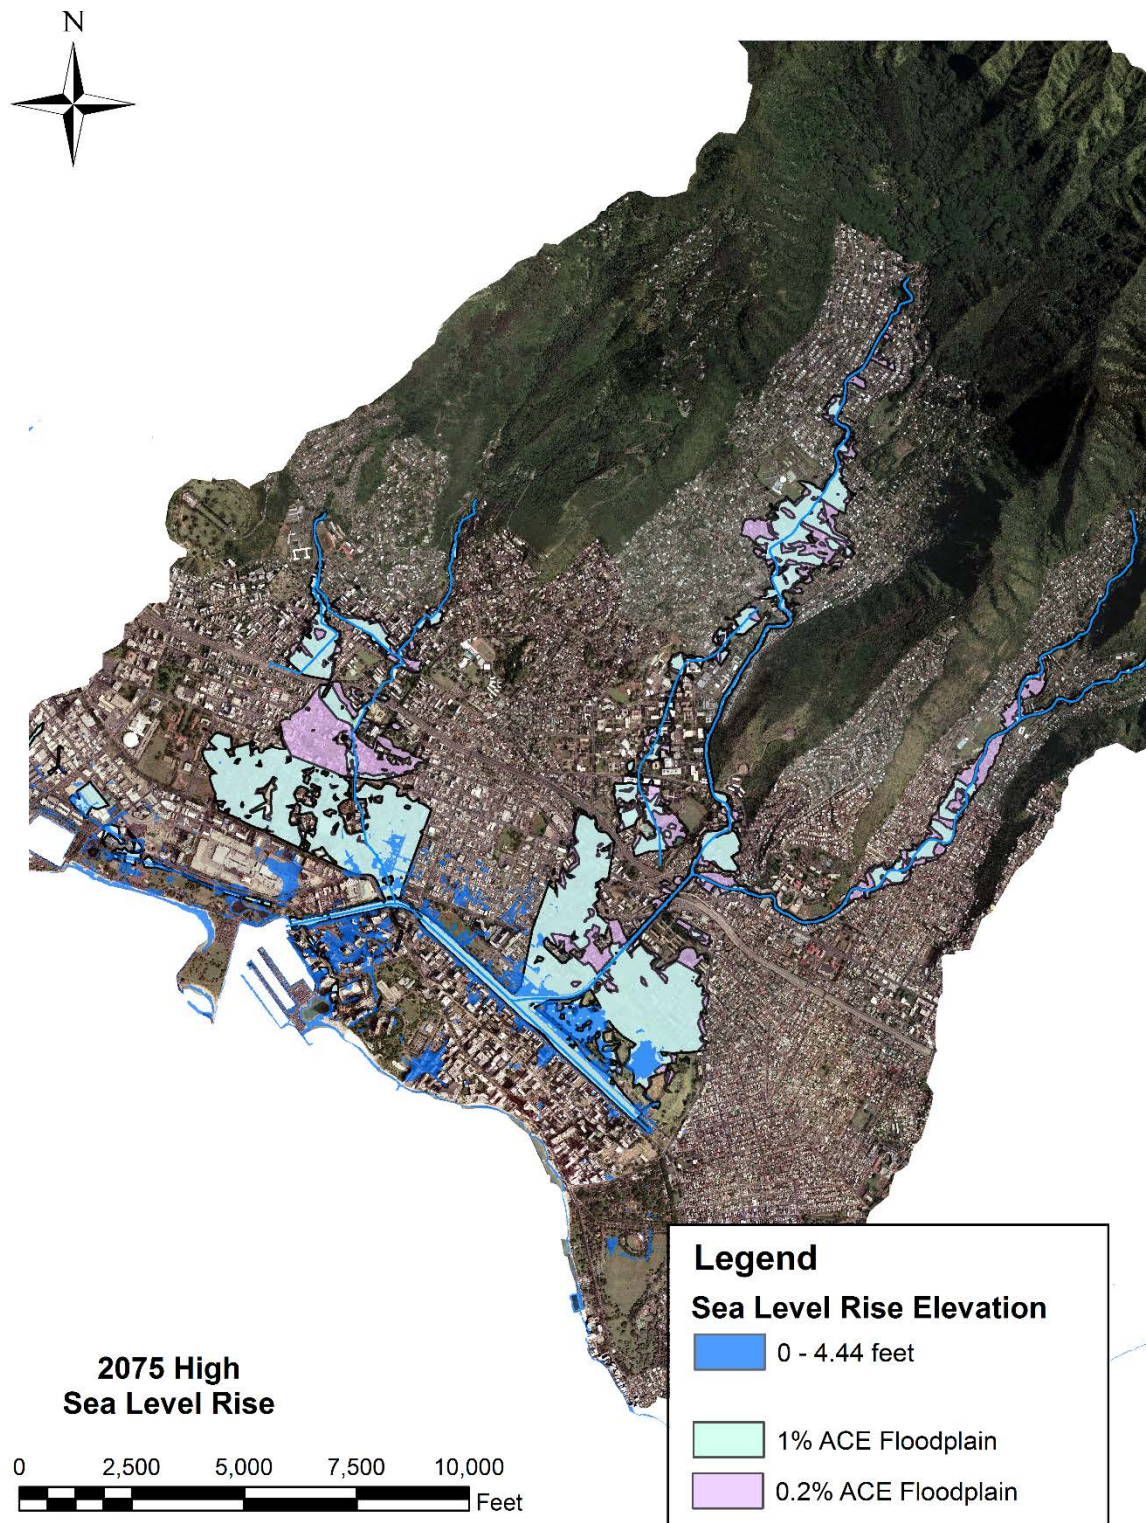 N
2075 High
Sea Level Rise
0 2,500 5,000 7,500 10,000
Feet
Legend
Sea Level Rise Elevation
0 - 4.44 feet
1% ACE Floodplain
0.2% ACE Floodplain